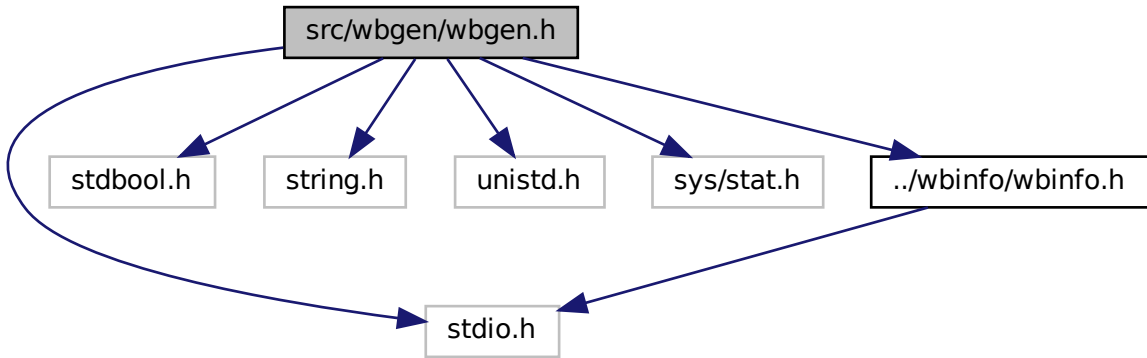 src/wbgen/wbgen.h
stdbool.h
string.h
unistd.h
sys/stat.h
../wbinfo/wbinfo.h
stdio.h